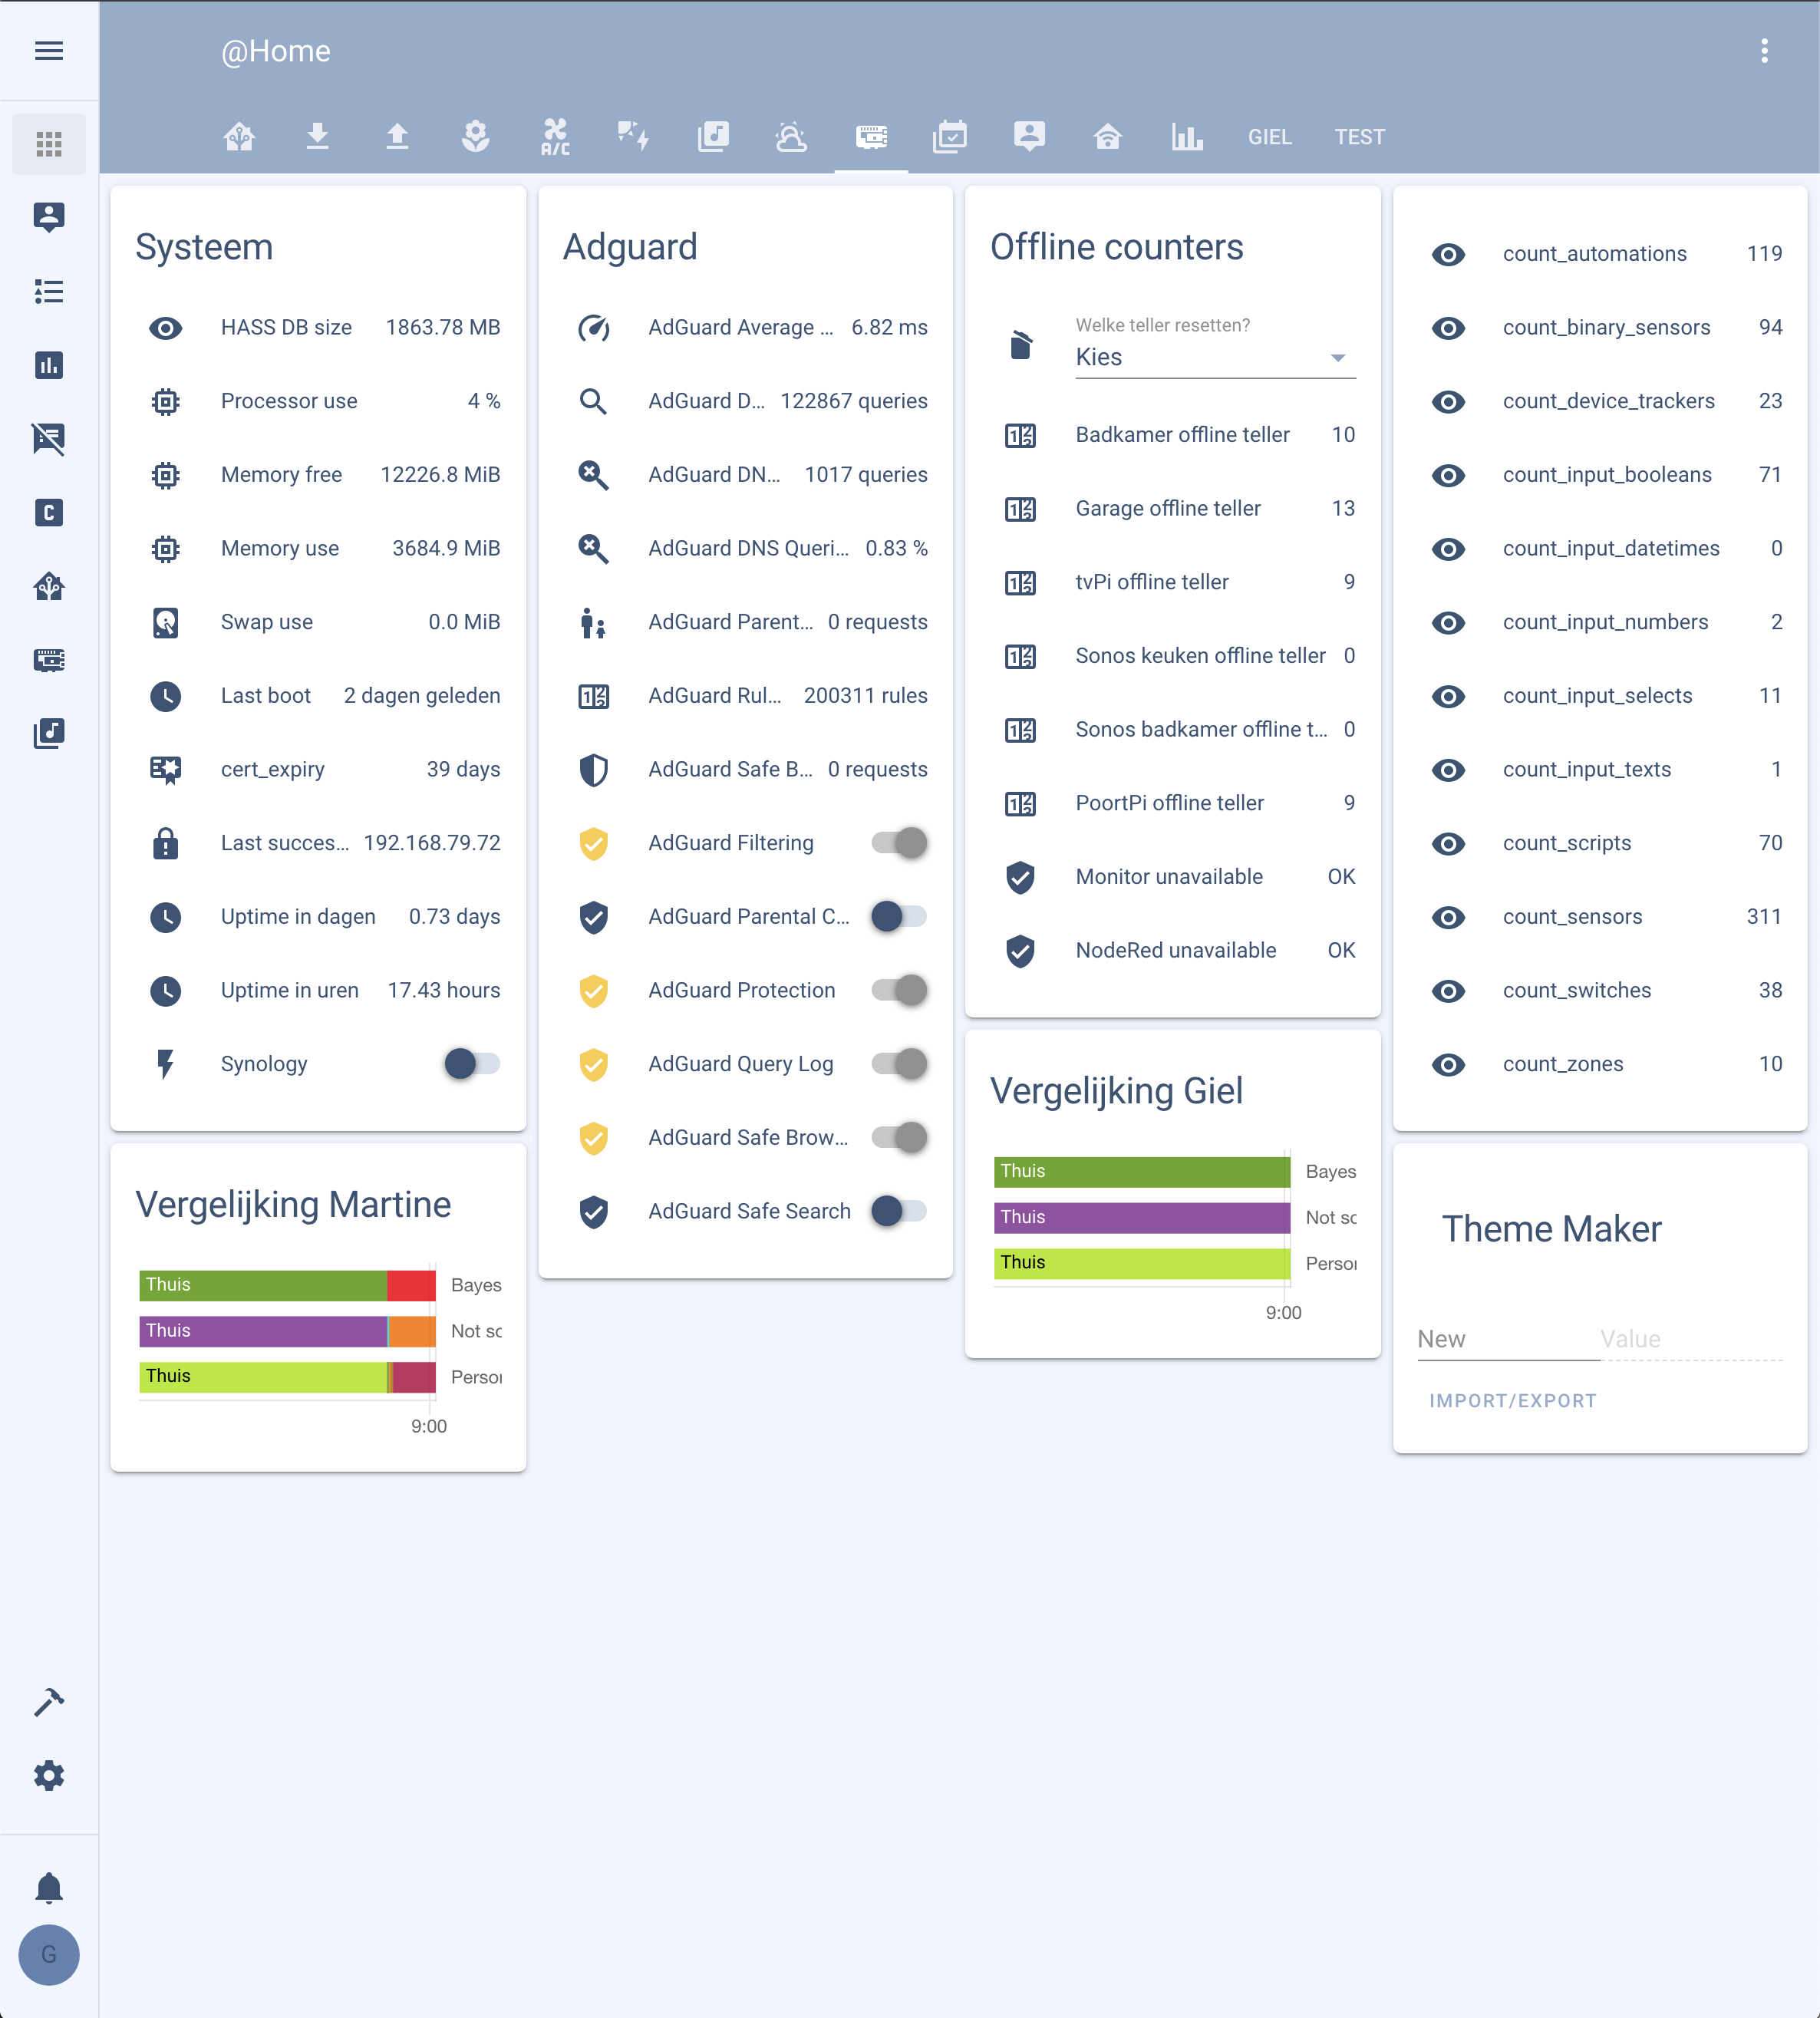 @Home
A/C
GIEL
TEST
Systeem
HASS DB size 1863.78 MB
Processor use 4 %
Memory free 12226.8 MiB
Memory use 3684.9 MiB
Swap use 0.0 MiB
Last boot 2 dagen geleden
cert_expiry 39 days
Last succes... 192.168.79.72
Uptime in dagen 0.73 days
Uptime in uren 17.43 hours
Synology
Vergelijking Martine
Thuis Bayes
Thuis Not sc
Thuis Person
9:00
Adguard
AdGuard Average ... 6.82 ms
AdGuard D... 122867 queries
AdGuard DN... 1017 queries
AdGuard DNS Queri... 0.83 %
AdGuard Parent... 0 requests
AdGuard Rul... 200311 rules
AdGuard Safe B... 0 requests
AdGuard Filtering
AdGuard Parental C...
AdGuard Protection
AdGuard Query Log
AdGuard Safe Brow...
AdGuard Safe Search
Offline counters
Welke teller resetten?
Kies
Badkamer offline teller 10
Garage offline teller 13
tvPi offline teller 9
Sonos keuken offline teller 0
Sonos badkamer offline t... 0
PoortPi offline teller 9
Monitor unavailable OK
NodeRed unavailable OK
Vergelijking Giel
Thuis Bayes
Thuis Not sc
Thuis Person
9:00
count_automations 119
count_binary_sensors 94
count_device_trackers 23
count_input_booleans 71
count_input_datetimes 0
count_input_numbers 2
count_input_selects 11
count_input_texts 1
count_scripts 70
count_sensors 311
count_switches 38
count_zones 10
Theme Maker
New Value
IMPORT/EXPORT
C
G